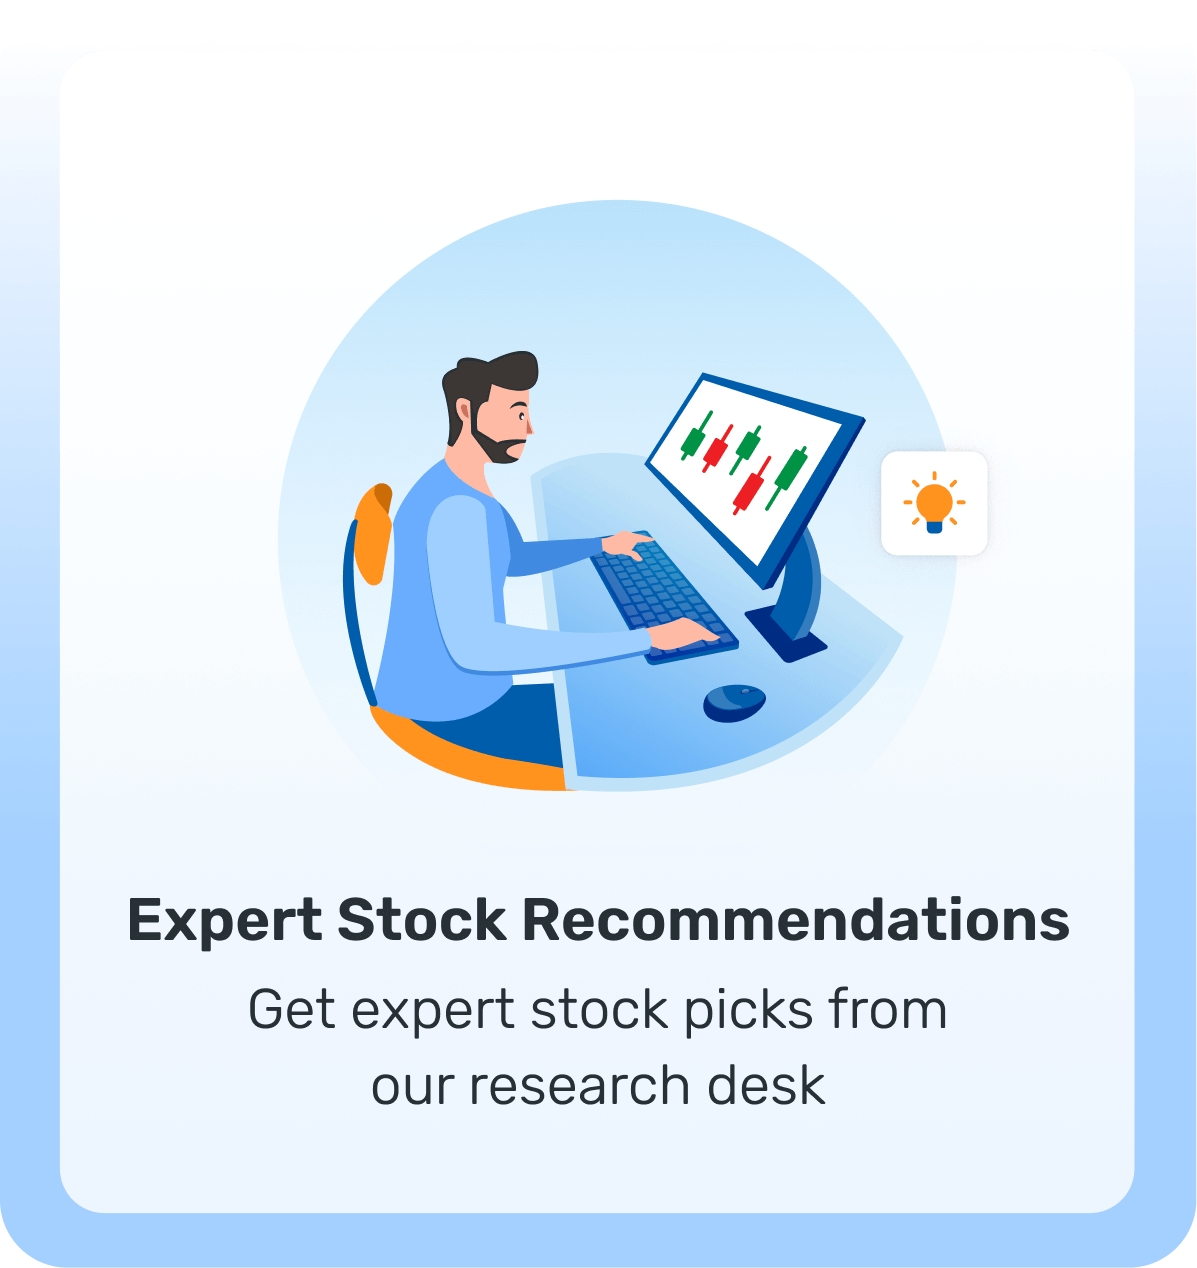 Expert Stock Recommendations
Get expert stock picks from
our research desk